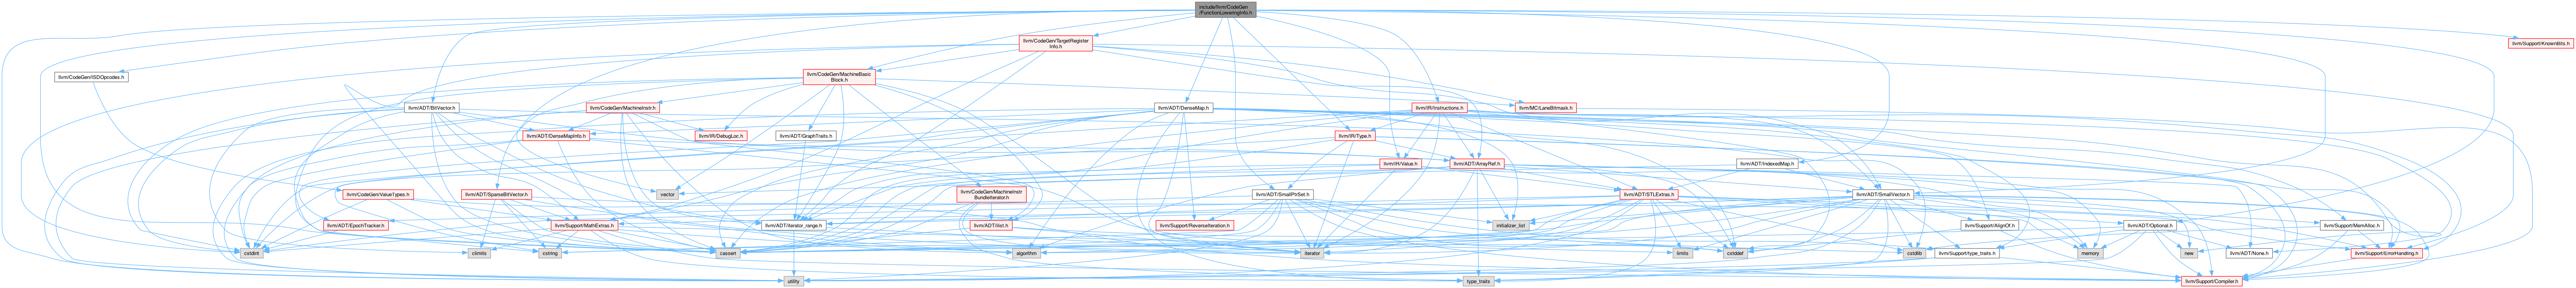 include/llvm/CodeGen
/FunctionLoweringInfo.h
llvm/CodeGen/TargetRegister
Info.h
llvm/Support/KnownBits.h
llvm/CodeGen/ISDOpcodes.h
llvm/CodeGen/MachineBasic
Block.h
llvm/ADT/BitVector.h
llvm/CodeGen/MachineInstr.h
llvm/ADT/DenseMap.h
llvm/IR/Instructions.h
llvm/MC/LaneBitmask.h
llvm/ADT/DenseMapInfo.h
llvm/IR/DebugLoc.h
llvm/ADT/GraphTraits.h
llvm/IR/Type.h
llvm/IR/Value.h
llvm/ADT/ArrayRef.h
llvm/ADT/IndexedMap.h
llvm/CodeGen/ValueTypes.h
llvm/ADT/SparseBitVector.h
vector
llvm/CodeGen/MachineInstr
BundleIterator.h
llvm/ADT/SmallPtrSet.h
llvm/ADT/STLExtras.h
llvm/ADT/SmallVector.h
llvm/ADT/EpochTracker.h
llvm/Support/MathExtras.h
llvm/ADT/iterator_range.h
llvm/ADT/ilist.h
llvm/Support/ReverseIteration.h
initializer_list
llvm/Support/AlignOf.h
llvm/ADT/Optional.h
llvm/Support/MemAlloc.h
cstdint
climits
cstring
cassert
algorithm
iterator
limits
cstddef
llvm/Support/type_traits.h
cstdlib
memory
new
llvm/ADT/None.h
llvm/Support/ErrorHandling.h
utility
type_traits
llvm/Support/Compiler.h